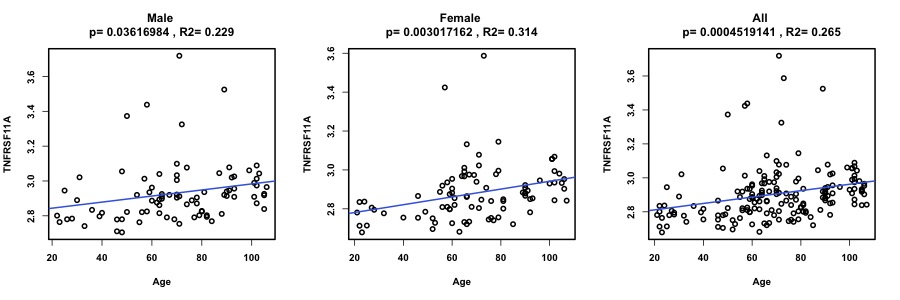 Male
p= 0.03616984 , R2= 0.229
TNFRSF11A
2.8 3.0 3.2 3.4 3.6
20 40 60 80 100
Age
Female
p= 0.003017162 , R2= 0.314
TNFRSF11A
2.8 3.0 3.2 3.4 3.6
20 40 60 80 100
Age
All
p= 0.0004519141 , R2= 0.265
TNFRSF11A
2.8 3.0 3.2 3.4 3.6
20 40 60 80 100
Age